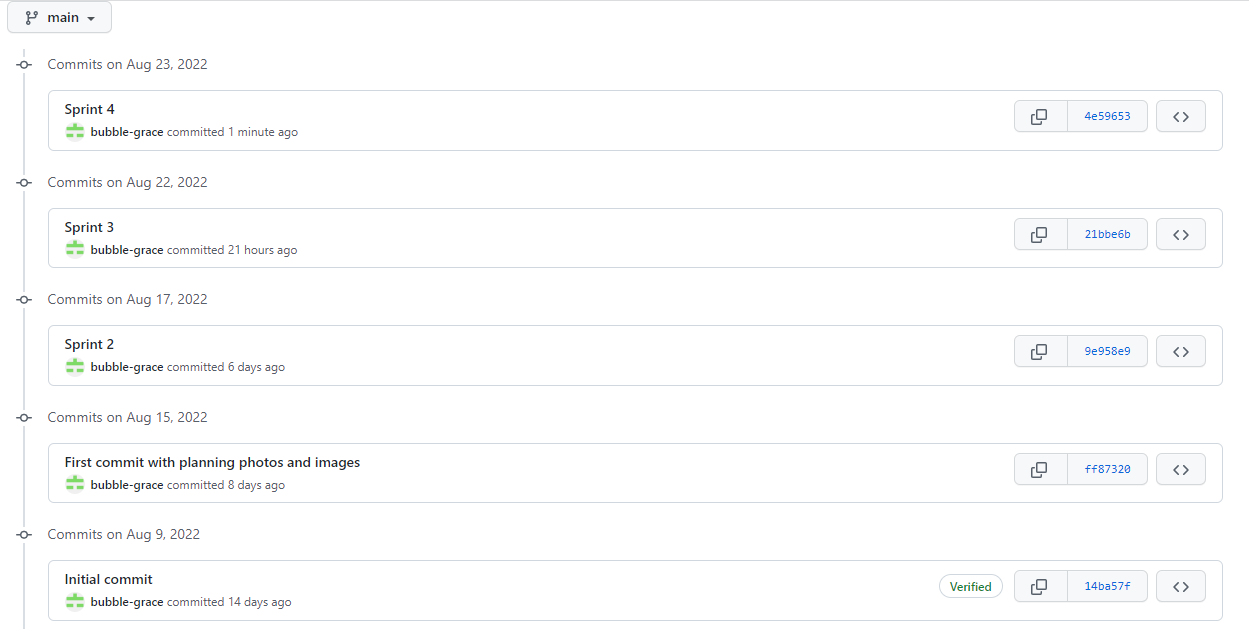 main
Commits on Aug 23, 2022
Sprint 4
bubble-grace committed 1 minute ago
4e59653
Commits on Aug 22, 2022
Sprint 3
bubble-grace committed 21 hours ago
21bbe6b
Commits on Aug 17, 2022
Sprint 2
bubble-grace committed 6 days ago
9e958e9
Commits on Aug 15, 2022
First commit with planning photos and images
bubble-grace committed 8 days ago
ff87320
Commits on Aug 9, 2022
Initial commit
bubble-grace committed 14 days ago
Verified
14ba57f